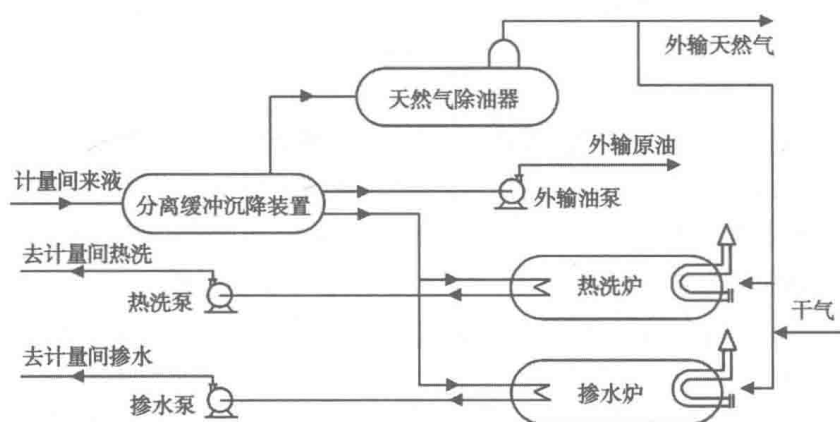 外输天然气
天然气除油器
外输原油
计量间来液
分离缓冲沉降装置
外输油泵
去计量间热洗
热洗炉
热洗泵
干气
去计量间掺水
掺水炉
掺水泵